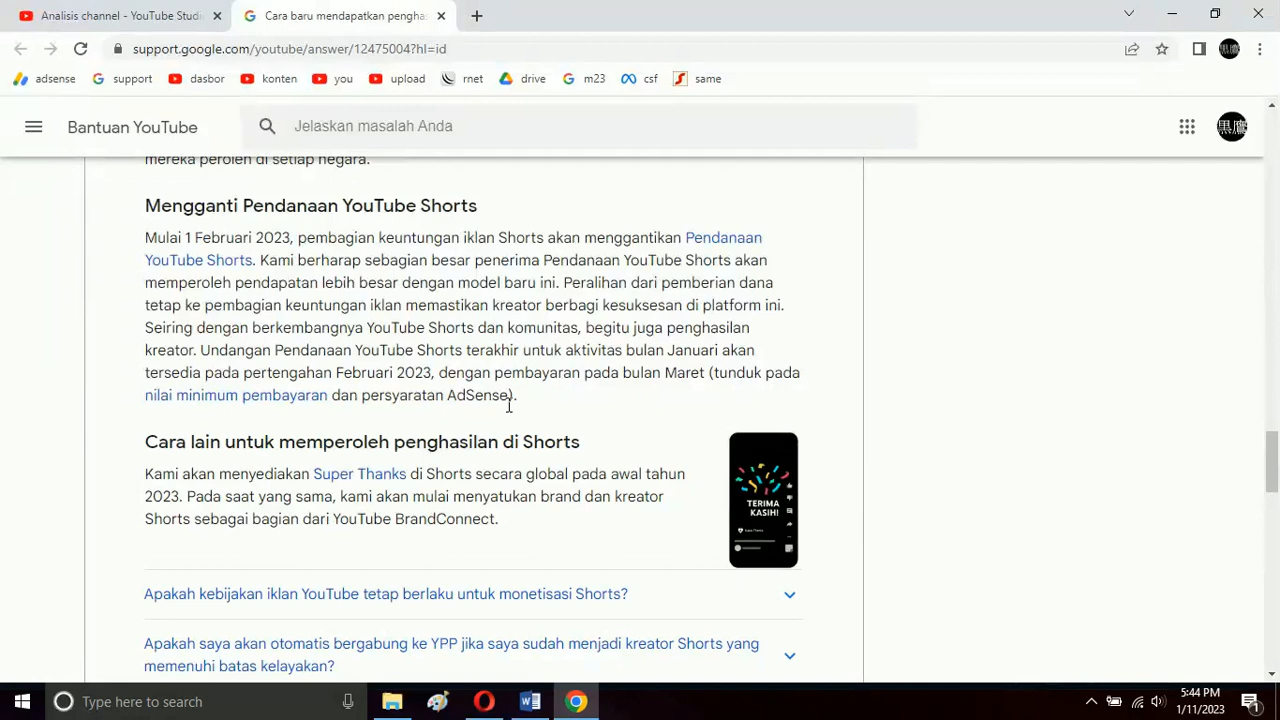 Analisis channel - YouTube Studi
Cara baru mendapatkan pengha
support.google.com/youtube/answer/12475004?hl=id
adsense support dasbor konten you upload rnet drive m23 csf same
Bantuan YouTube
Jelaskan masalah Anda
黒鷹
mereka peroleh di setiap negara.
Mengganti Pendanaan YouTube Shorts
Mulai 1 Februari 2023, pembagian keuntungan iklan Shorts akan menggantikan Pendanaan
YouTube Shorts. Kami berharap sebagian besar penerima Pendanaan YouTube Shorts akan
memperoleh pendapatan lebih besar dengan model baru ini. Peralihan dari pemberian dana
tetap ke pembagian keuntungan iklan memastikan kreator berbagi kesuksesan di platform ini.
Seiring dengan berkembangnya YouTube Shorts dan komunitas, begitu juga penghasilan
kreator. Undangan Pendanaan YouTube Shorts terakhir untuk aktivitas bulan Januari akan
tersedia pada pertengahan Februari 2023, dengan pembayaran pada bulan Maret (tunduk pada
nilai minimum pembayaran dan persyaratan AdSense).
Cara lain untuk memperoleh penghasilan di Shorts
Kami akan menyediakan Super Thanks di Shorts secara global pada awal tahun
2023. Pada saat yang sama, kami akan mulai menyatukan brand dan kreator
Shorts sebagai bagian dari YouTube BrandConnect.
TERIMA
KASIH!
Super Thanks
Apakah kebijakan iklan YouTube tetap berlaku untuk monetisasi Shorts?
Apakah saya akan otomatis bergabung ke YPP jika saya sudah menjadi kreator Shorts yang
memenuhi batas kelayakan?
Type here to search
5:44 PM
1/11/2023